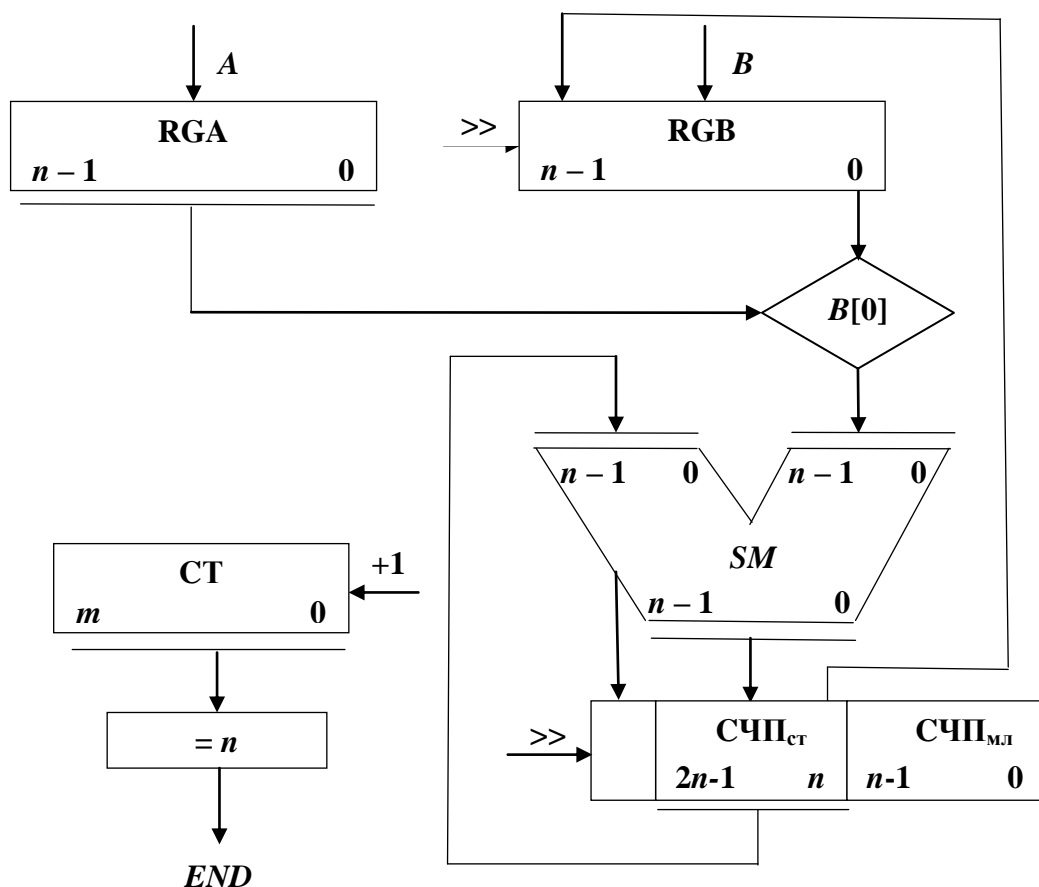 A
B
RGA
n – 1 0
>>
RGB
n – 1 0
B[0]
n – 1 0
n – 1 0
SM
n – 1 0
CT
m 0
+1
= n
END
>>
СЧПст
2n-1 n
СЧПмл
n-1 0